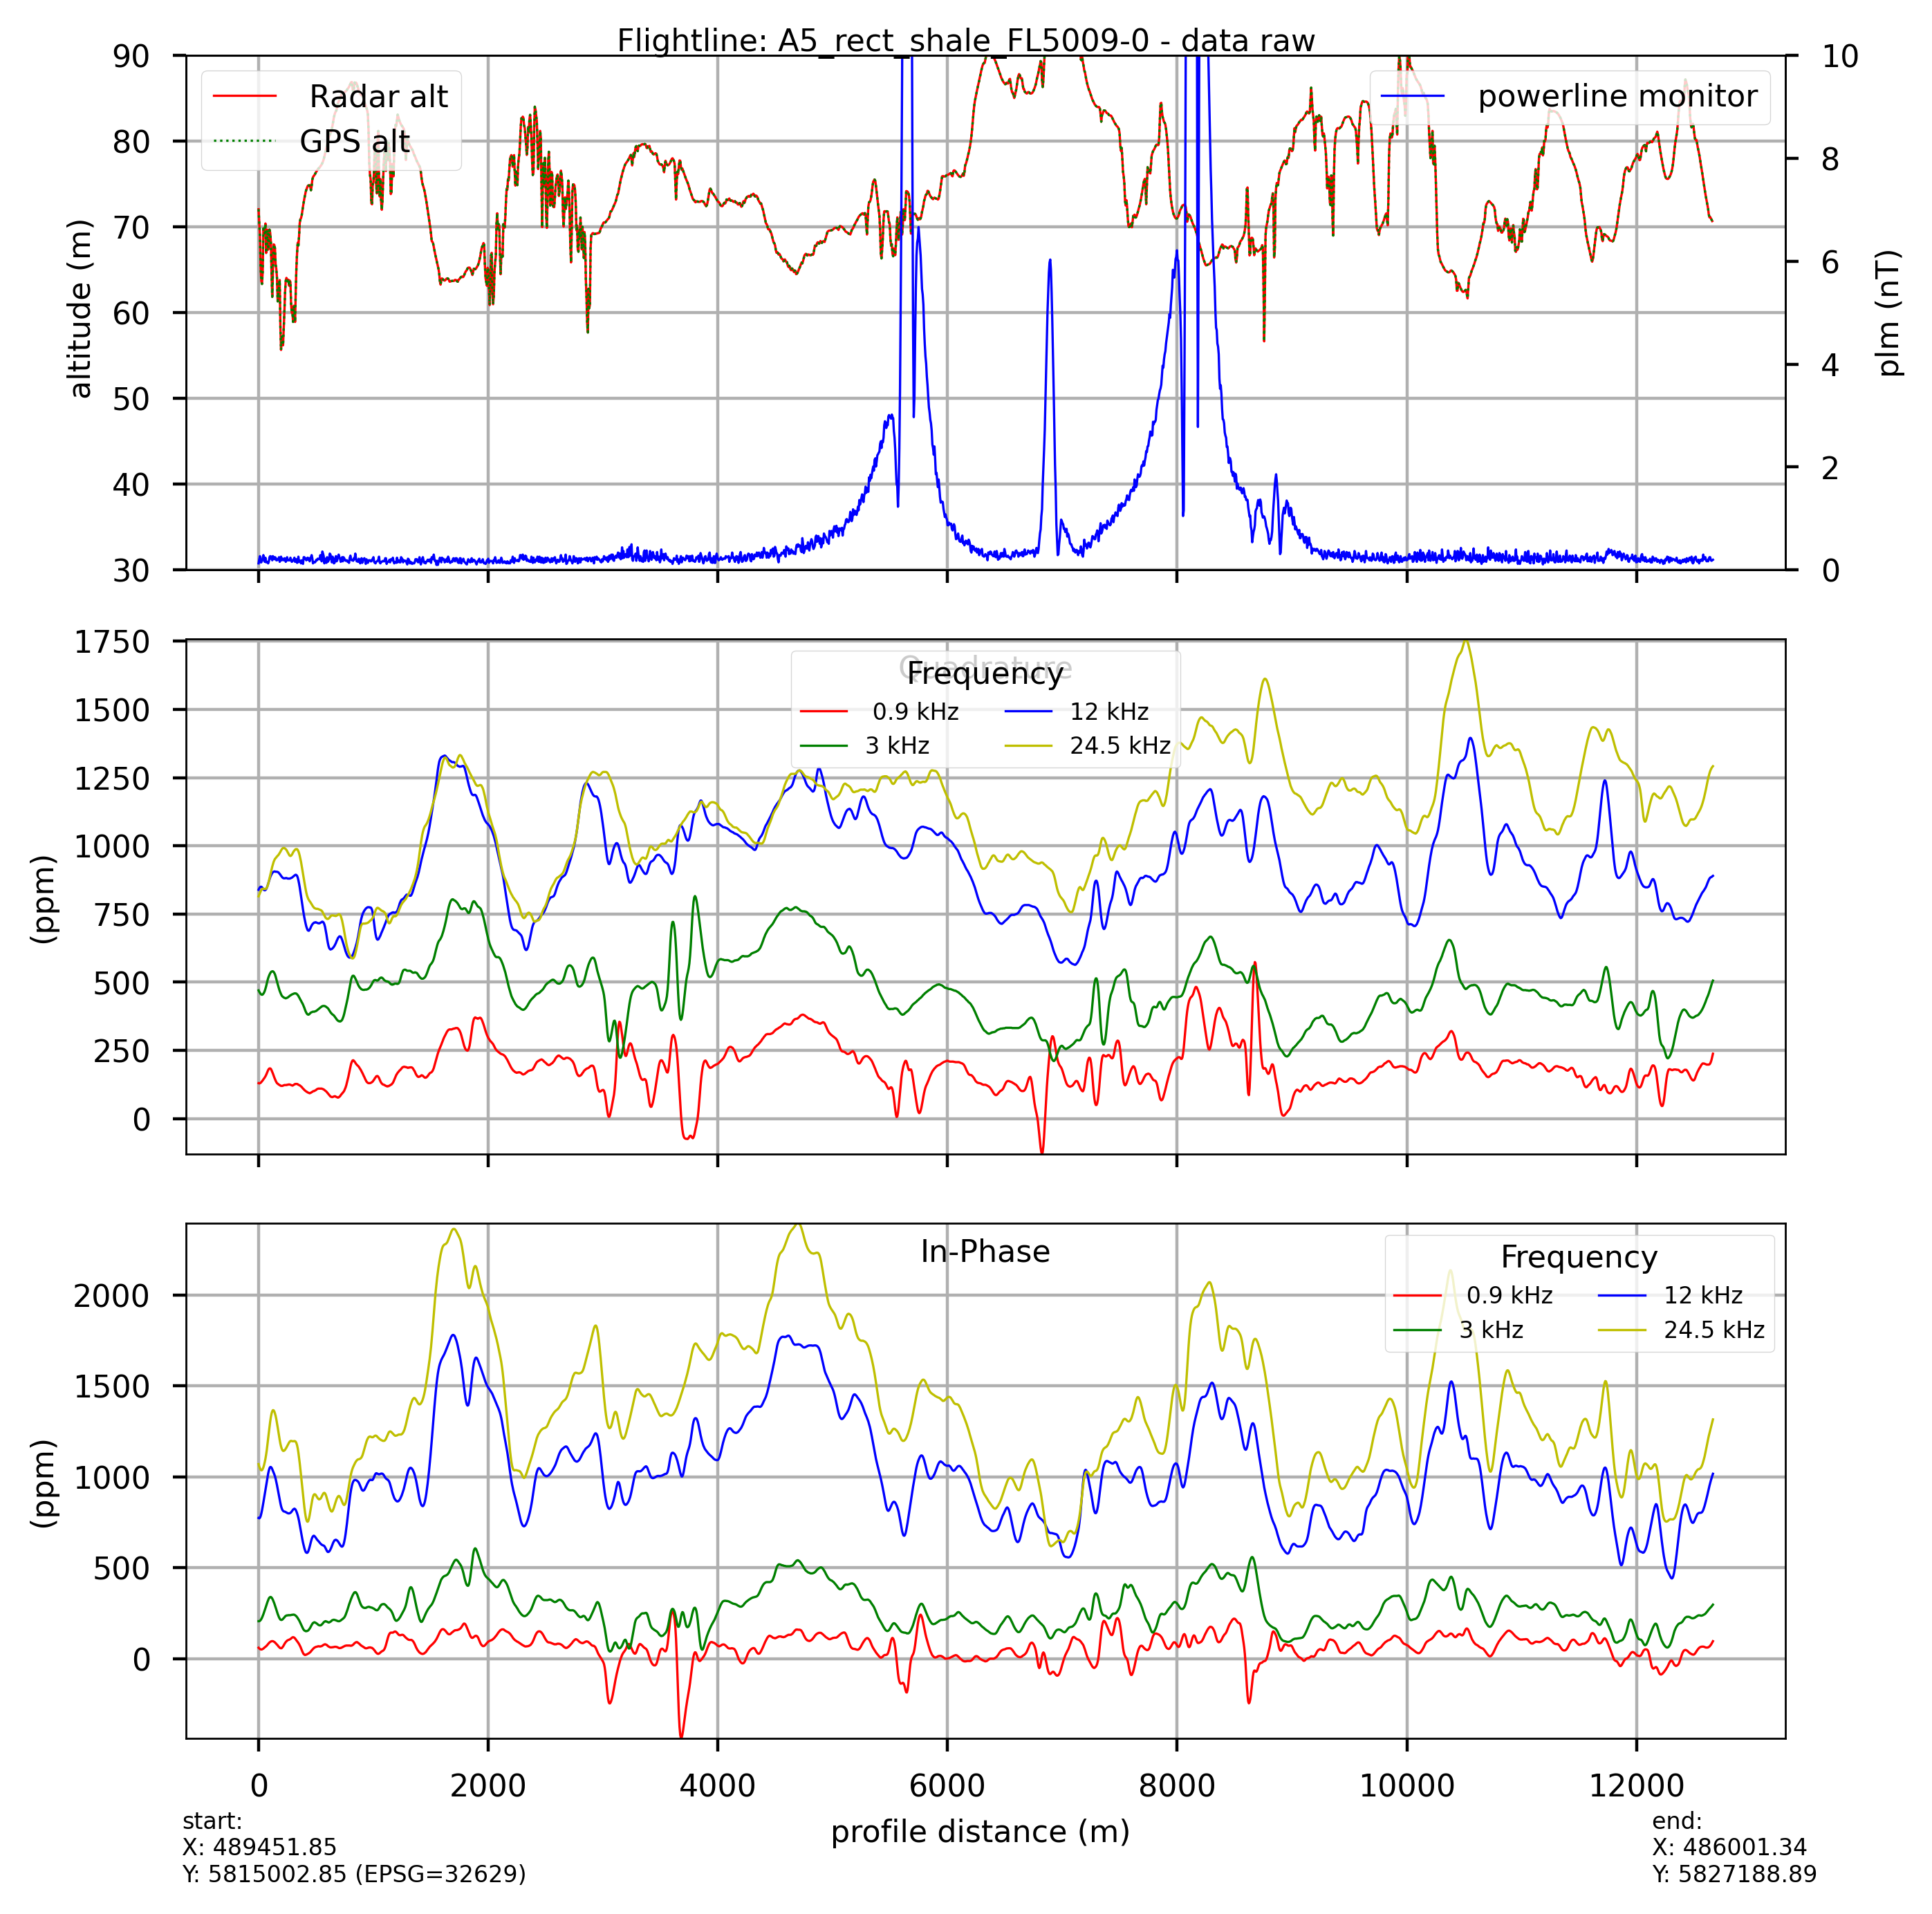 Flightline: A5_rect_shale_FL5009-0 - data raw
90
80
70
60
50
40
30
altitude (m)
Radar alt
GPS alt
powerline monitor
10
8
6
4
2
0
plm (nT)
Quadrature
Frequency
0.9 kHz
12 kHz
3 kHz
24.5 kHz
1750
1500
1250
1000
750
500
250
0
(ppm)
In-Phase
Frequency
0.9 kHz
12 kHz
3 kHz
24.5 kHz
2000
1500
1000
500
0
(ppm)
0
2000
4000
6000
8000
10000
12000
profile distance (m)
start:
X: 489451.85
Y: 5815002.85 (EPSG=32629)
end:
X: 486001.34
Y: 5827188.89